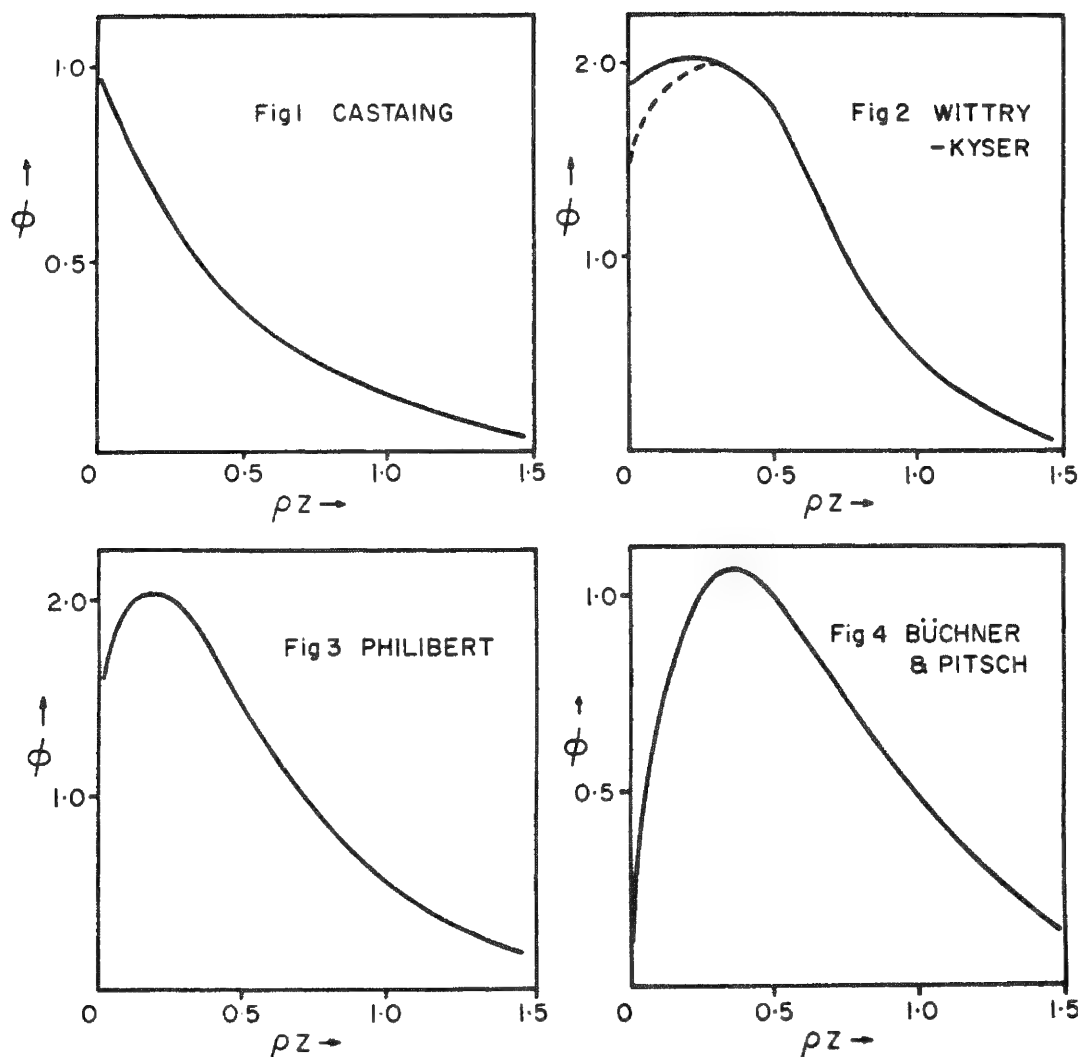 1·0
0·5
ϕ →
Fig 1 CASTAING
0
0·5
1·0
1·5
ρz →
2·0
1·0
ϕ →
Fig 2 WITTRY
-KYSER
0
0·5
1·0
1·5
ρz →
2·0
1·0
ϕ →
Fig 3 PHILIBERT
0
0·5
1·0
1·5
ρz →
1·0
0·5
ϕ →
Fig 4 BÜCHNER
& PITSCH
0
0·5
1·0
1·5
ρz →